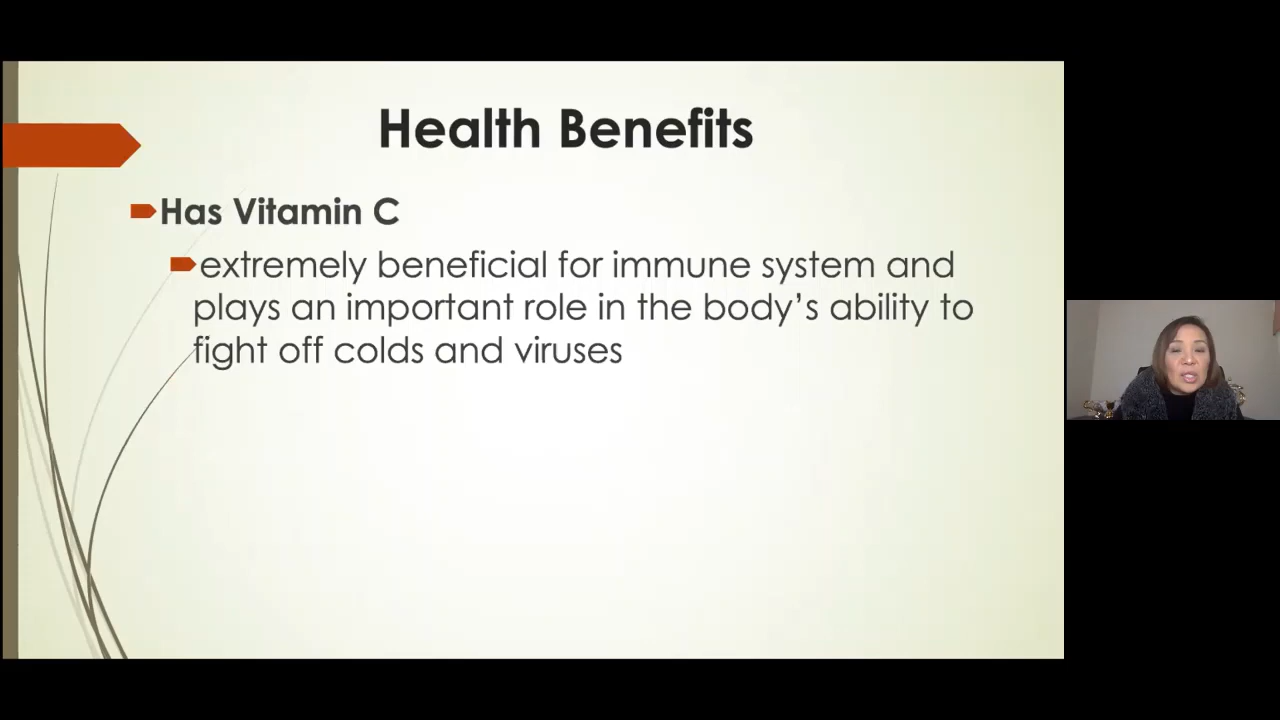 Health Benefits
Has Vitamin C
extremely beneficial for immune system and
plays an important role in the body’s ability to
fight off colds and viruses